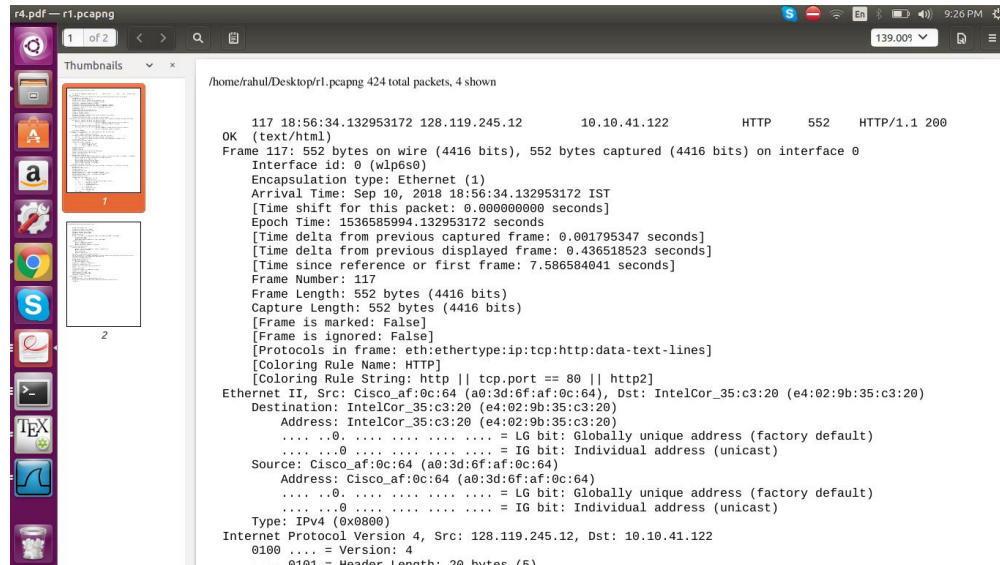 r4.pdf — r1.pcapng
En
9:26 PM
1 of 2
139.00%
Thumbnails
1
2
/home/rahul/Desktop/r1.pcapng 424 total packets, 4 shown
117 18:56:34.132953172 128.119.245.12 10.10.41.122 HTTP 552 HTTP/1.1 200
OK (text/html)
Frame 117: 552 bytes on wire (4416 bits), 552 bytes captured (4416 bits) on interface 0
Interface id: 0 (wlp6s0)
Encapsulation type: Ethernet (1)
Arrival Time: Sep 10, 2018 18:56:34.132953172 IST
[Time shift for this packet: 0.000000000 seconds]
Epoch Time: 1536585994.132953172 seconds
[Time delta from previous captured frame: 0.001795347 seconds]
[Time delta from previous displayed frame: 0.436518523 seconds]
[Time since reference or first frame: 7.586584041 seconds]
Frame Number: 117
Frame Length: 552 bytes (4416 bits)
Capture Length: 552 bytes (4416 bits)
[Frame is marked: False]
[Frame is ignored: False]
[Protocols in frame: eth:ethertype:ip:tcp:http:data-text-lines]
[Coloring Rule Name: HTTP]
[Coloring Rule String: http || tcp.port == 80 || http2]
Ethernet II, Src: Cisco_af:0c:64 (a0:3d:6f:af:0c:64), Dst: IntelCor_35:c3:20 (e4:02:9b:35:c3:20)
Destination: IntelCor_35:c3:20 (e4:02:9b:35:c3:20)
Address: IntelCor_35:c3:20 (e4:02:9b:35:c3:20)
.... ..0. .... .... .... .... = LG bit: Globally unique address (factory default)
.... ...0 .... .... .... .... = IG bit: Individual address (unicast)
Source: Cisco_af:0c:64 (a0:3d:6f:af:0c:64)
Address: Cisco_af:0c:64 (a0:3d:6f:af:0c:64)
.... ..0. .... .... .... .... = LG bit: Globally unique address (factory default)
.... ...0 .... .... .... .... = IG bit: Individual address (unicast)
Type: IPv4 (0x0800)
Internet Protocol Version 4, Src: 128.119.245.12, Dst: 10.10.41.122
0100 .... = Version: 4
.... 0101 = Header Length: 20 bytes (5)